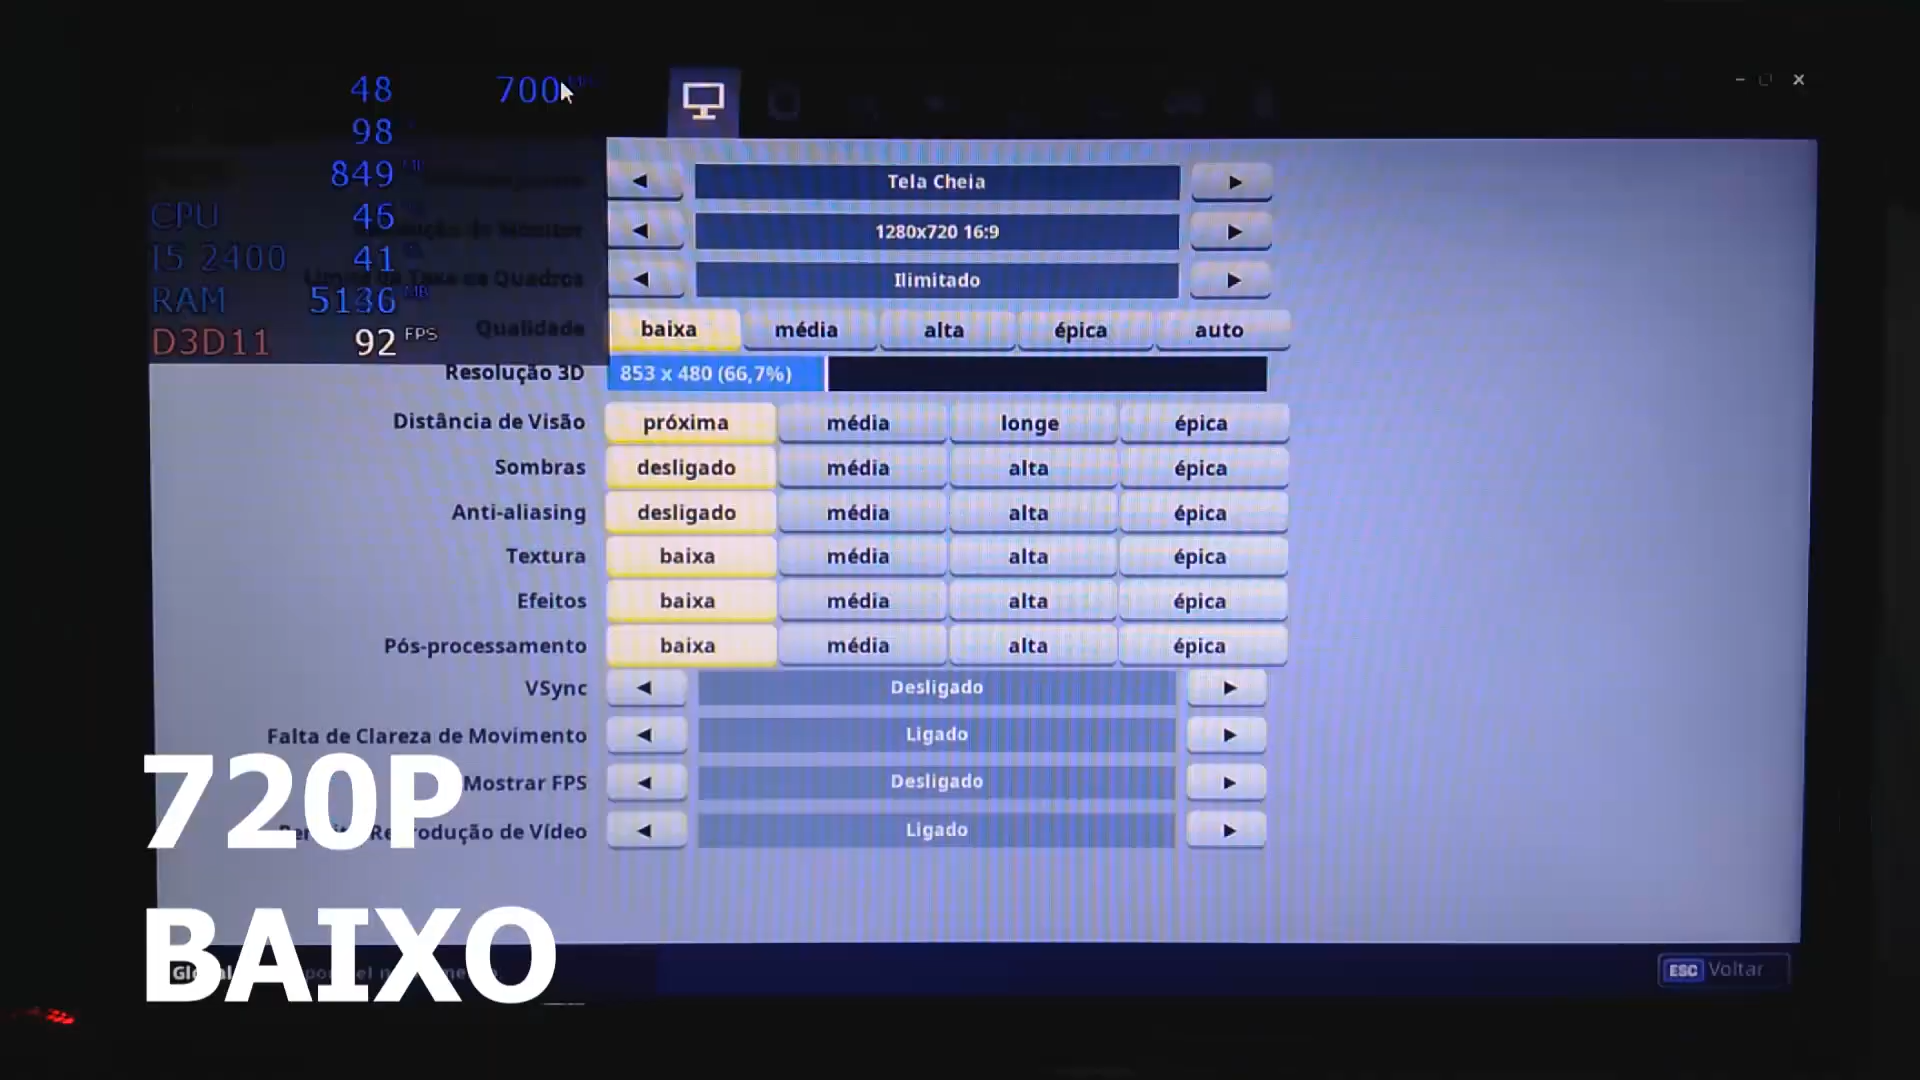 48 700
98
849
CPU 46
I5 2400 41
RAM 5136 MB
D3D11 92 FPS
Tela Cheia
1280x720 16:9
Ilimitado
Qualidade baixa média alta épica auto
Resolução 3D 853 x 480 (66,7%)
Distância de Visão próxima média longe épica
Sombras desligado média alta épica
Anti-aliasing desligado média alta épica
Textura baixa média alta épica
Efeitos baixa média alta épica
Pós-processamento baixa média alta épica
VSync Desligado
Falta de Clareza de Movimento Ligado
Mostrar FPS Desligado
Reprodução de Vídeo Ligado
720P
BAIXO
ESC Voltar